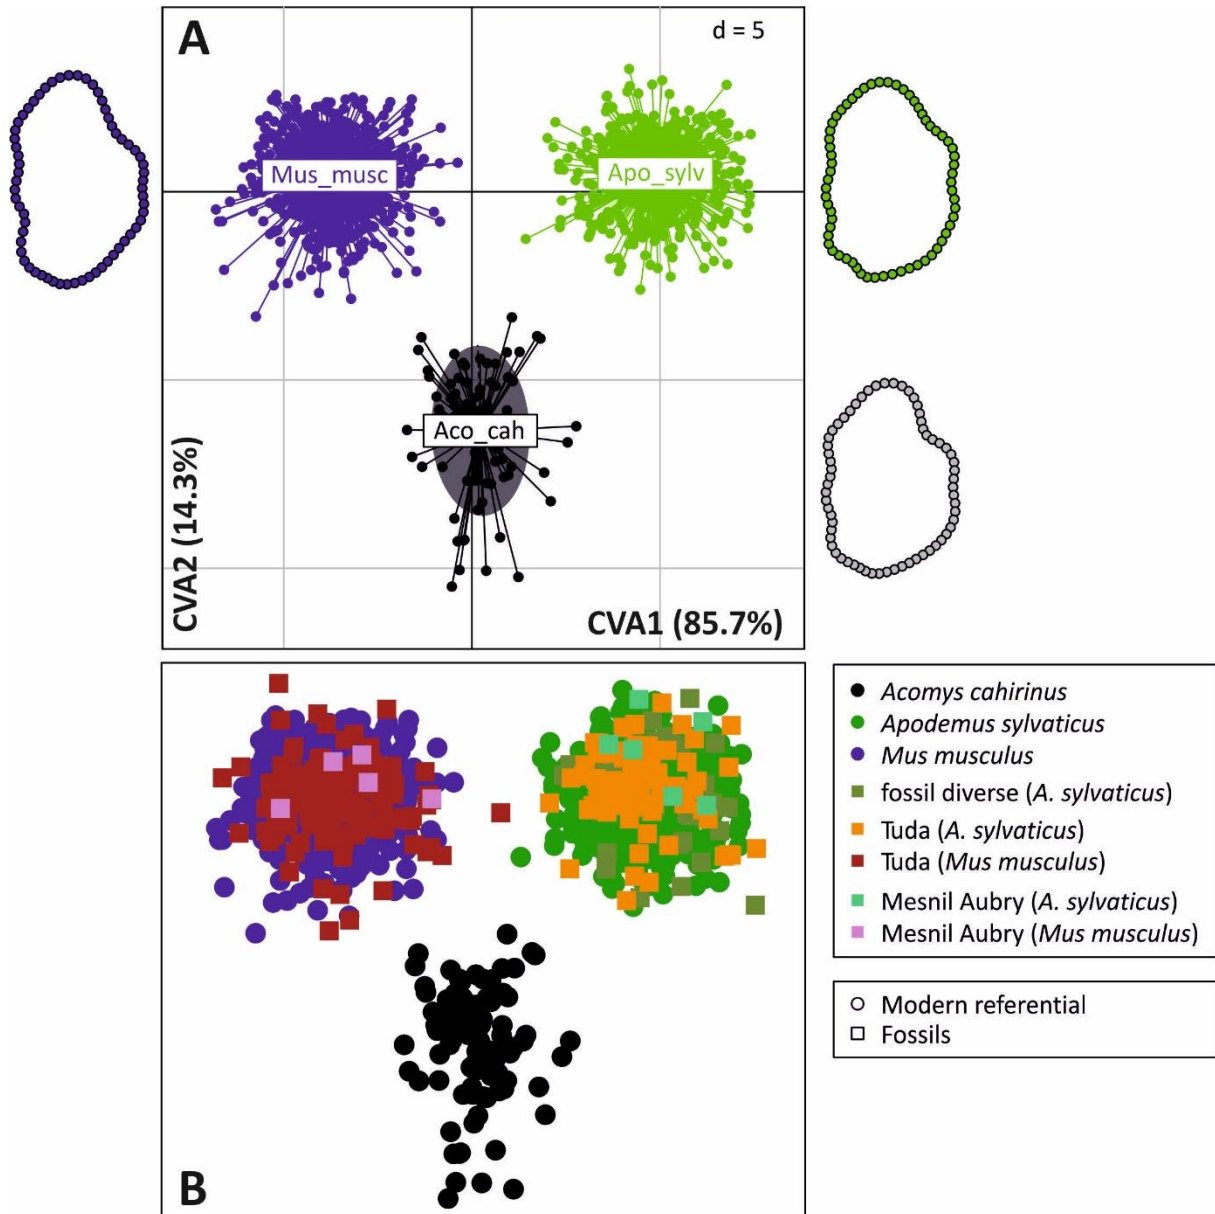 A
d = 5
Mus_musc
Apo_sylv
Aco_cah
CVA2 (14.3%)
CVA1 (85.7%)
B
Acomys cahirinus
Apodemus sylvaticus
Mus musculus
fossil diverse (A. sylvaticus)
Tuda (A. sylvaticus)
Tuda (Mus musculus)
Mesnil Aubry (A. sylvaticus)
Mesnil Aubry (Mus musculus)
Modern referential
Fossils